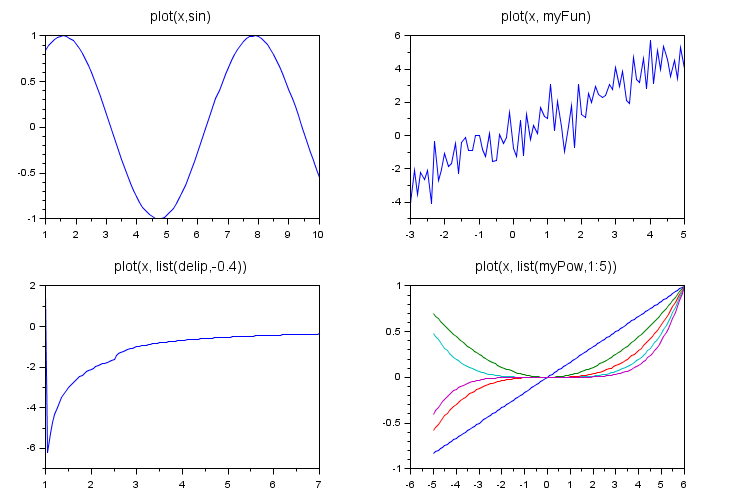 plot(x,sin)
1
0.5
0
-0.5
-1
1 2 3 4 5 6 7 8 9 10
plot(x, myFun)
6
4
2
0
-2
-4
-3 -2 -1 0 1 2 3 4 5
plot(x, list(delip,-0.4))
2
0
-2
-4
-6
1 2 3 4 5 6 7
plot(x, list(myPow,1:5))
1
0.5
0
-0.5
-1
-6 -5 -4 -3 -2 -1 0 1 2 3 4 5 6